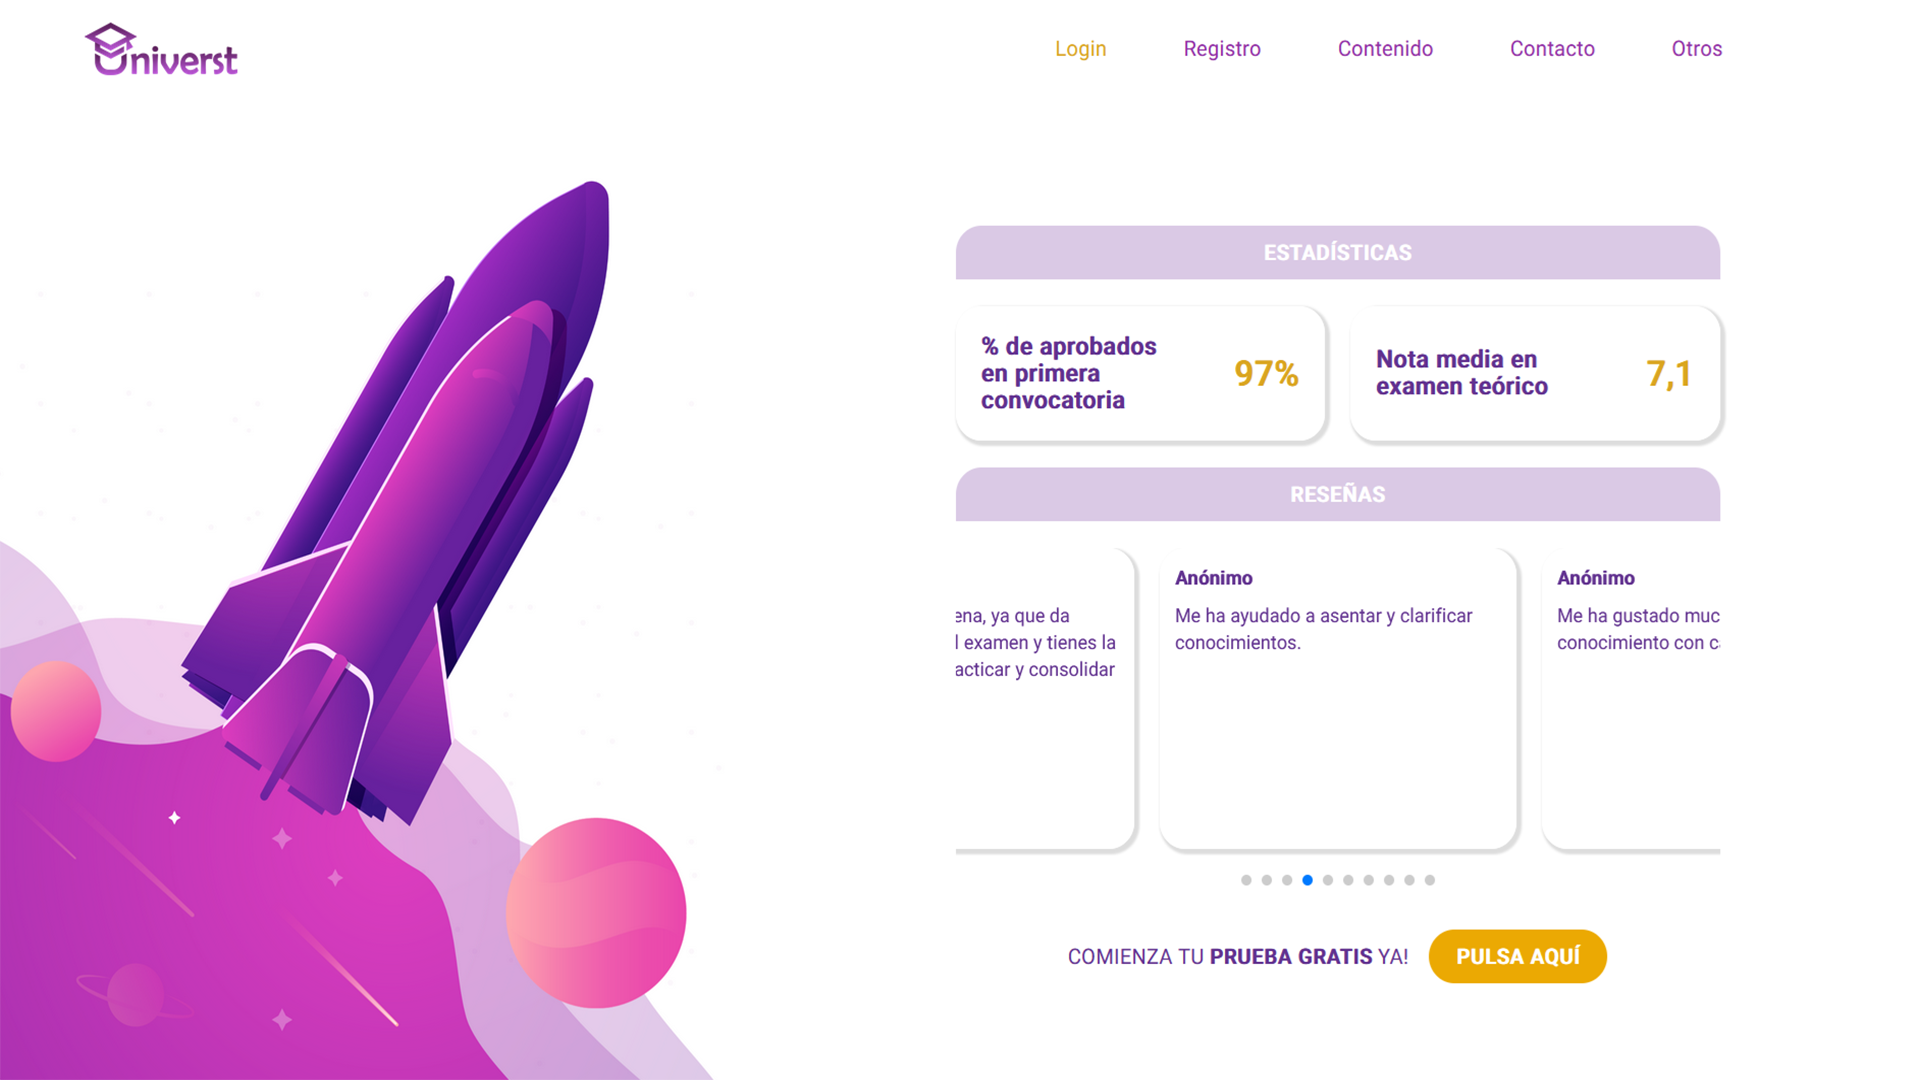 Universt
Login
Registro
Contenido
Contacto
Otros
ESTADÍSTICAS
% de aprobados
en primera
convocatoria
97%
Nota media en
examen teórico
7,1
RESEÑAS
ena, ya que da
l examen y tienes la
acticar y consolidar
Anónimo
Me ha ayudado a asentar y clarificar
conocimientos.
Anónimo
Me ha gustado muc
conocimiento con c
COMIENZA TU PRUEBA GRATIS YA!
PULSA AQUÍ